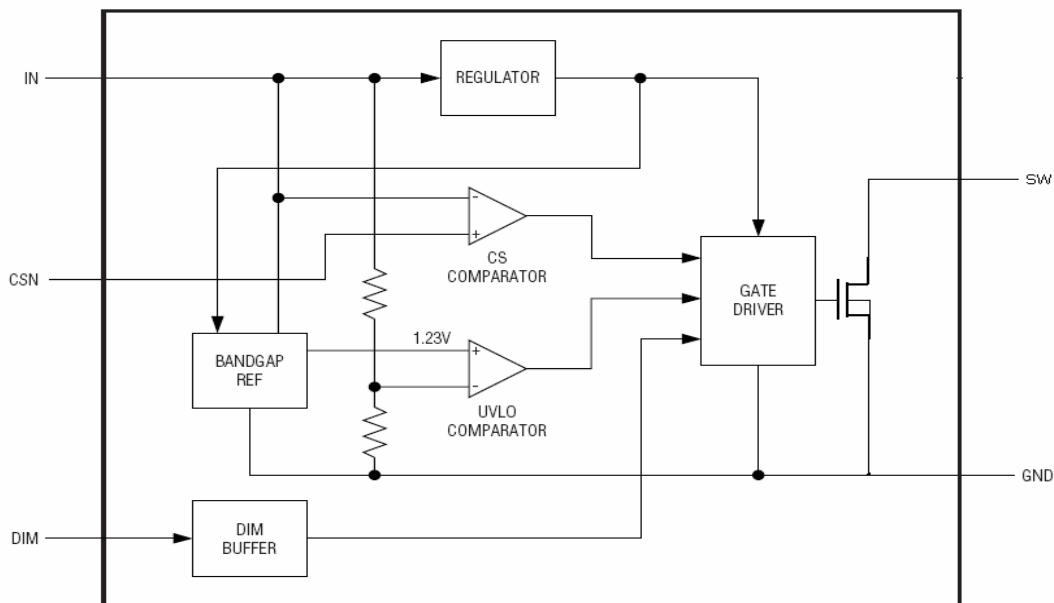 IN
REGULATOR
SW
-
+
CS
COMPARATOR
CSN
GATE
DRIVER
1.23V
BANDGAP
REF
+
-
UVLO
COMPARATOR
GND
DIM
DIM
BUFFER